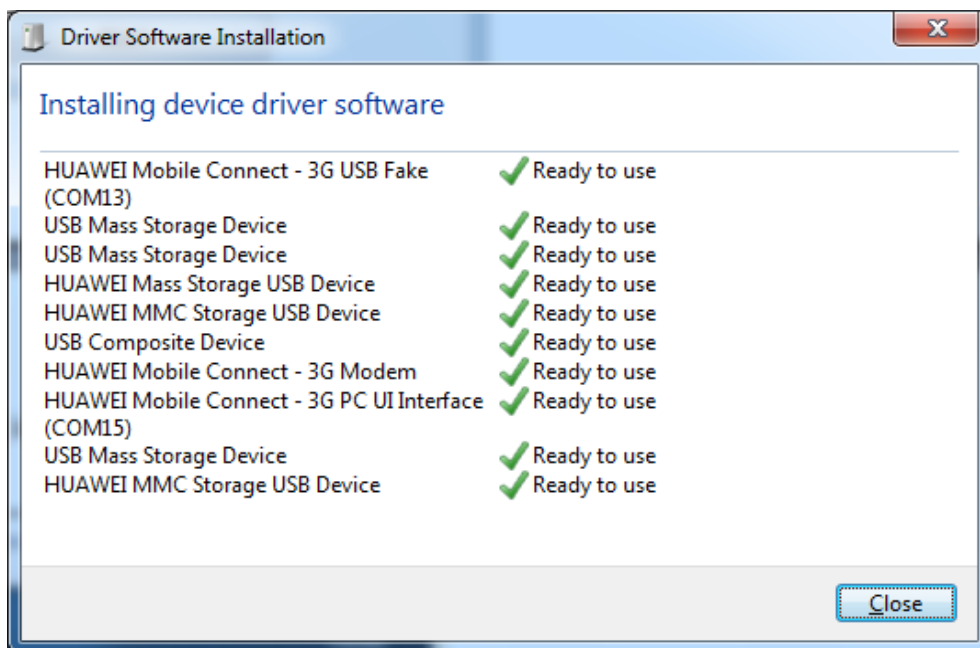 Driver Software Installation
Installing device driver software
HUAWEI Mobile Connect - 3G USB Fake Ready to use
(COM13)
USB Mass Storage Device Ready to use
USB Mass Storage Device Ready to use
HUAWEI Mass Storage USB Device Ready to use
HUAWEI MMC Storage USB Device Ready to use
USB Composite Device Ready to use
HUAWEI Mobile Connect - 3G Modem Ready to use
HUAWEI Mobile Connect - 3G PC UI Interface Ready to use
(COM15)
USB Mass Storage Device Ready to use
HUAWEI MMC Storage USB Device Ready to use
Close